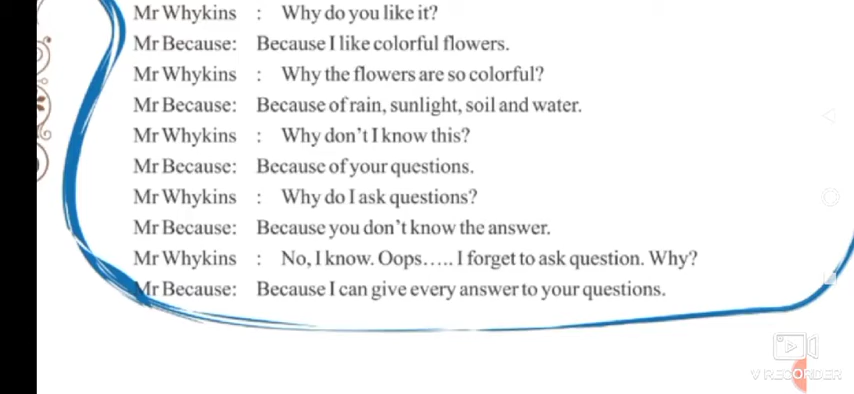 Mr Whykins : Why do you like it?
Mr Because: Because I like colorful flowers.
Mr Whykins : Why the flowers are so colorful?
Mr Because: Because of rain, sunlight, soil and water.
Mr Whykins : Why don't I know this?
Mr Because: Because of your questions.
Mr Whykins : Why do I ask questions?
Mr Because: Because you don't know the answer.
Mr Whykins : No, I know. Oops….. I forget to ask question. Why?
Mr Because: Because I can give every answer to your questions.
V RECORDER